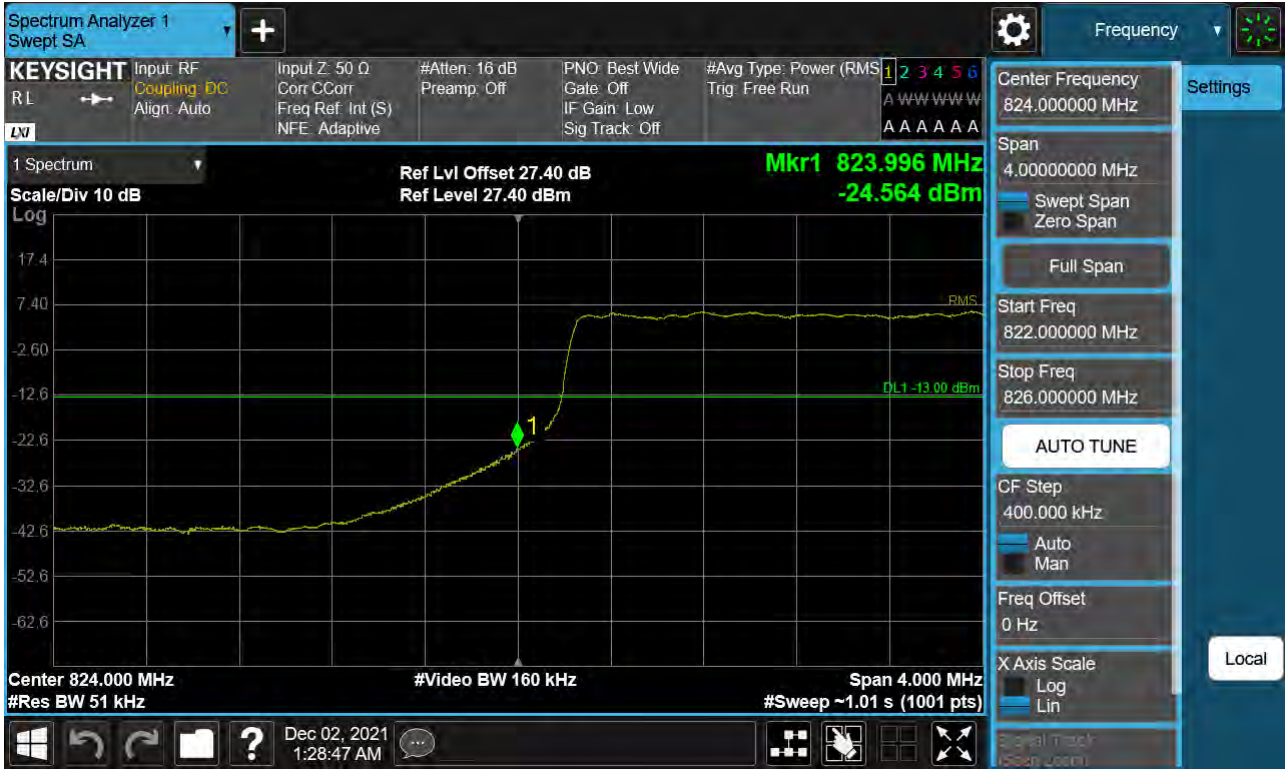 Spectrum Analyzer 1
Swept SA
+
Frequency
KEYSIGHT
R L
LXI
Input: RF
Coupling: DC
Align: Auto
Input Z: 50 Ω
Corr CCorr
Freq Ref: Int (S)
NFE: Adaptive
#Atten: 16 dB
Preamp: Off
PNO: Best Wide
Gate: Off
IF Gain: Low
Sig Track: Off
#Avg Type: Power (RMS
Trig: Free Run
1 2 3 4 5 6
A W W W W W
A A A A A A
1 Spectrum
Scale/Div 10 dB
Log
Ref Lvl Offset 27.40 dB
Ref Level 27.40 dBm
Mkr1 823.996 MHz
-24.564 dBm
17.4
7.40
-2.60
-12.6
-22.6
-32.6
-42.6
-52.6
-62.6
RMS
DL1 -13.00 dBm
1
Center 824.000 MHz
#Res BW 51 kHz
#Video BW 160 kHz
Span 4.000 MHz
#Sweep ~1.01 s (1001 pts)
Center Frequency
824.000000 MHz
Span
4.00000000 MHz
Swept Span
Zero Span
Full Span
Start Freq
822.000000 MHz
Stop Freq
826.000000 MHz
AUTO TUNE
CF Step
400.000 kHz
Auto
Man
Freq Offset
0 Hz
X Axis Scale
Log
Lin
Signal Track
(Span Zoom)
Settings
Local
?
Dec 02, 2021
1:28:47 AM